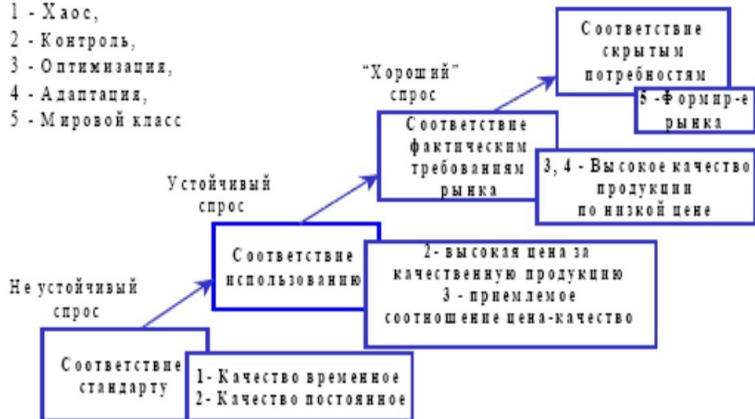 1 - Хаос,
2 - Контроль,
3 - Оптимизация,
4 - Адаптация,
5 - Мировой класс
Соответствие
скрытым
потребностям
5 -Формир-е
рынка
“Хороший”
спрос
Соответствие
фактическим
требованиям
рынка
3, 4 - Высокое качество
продукции
по низкой цене
Устойчивый
спрос
Соответствие
использованию
2- высокая цена за
качественную продукцию
3 - приемлемое
соотношение цена-качество
Не устойчивый
спрос
Соответствие
стандарту
1- Качество временное
2- Качество постоянное